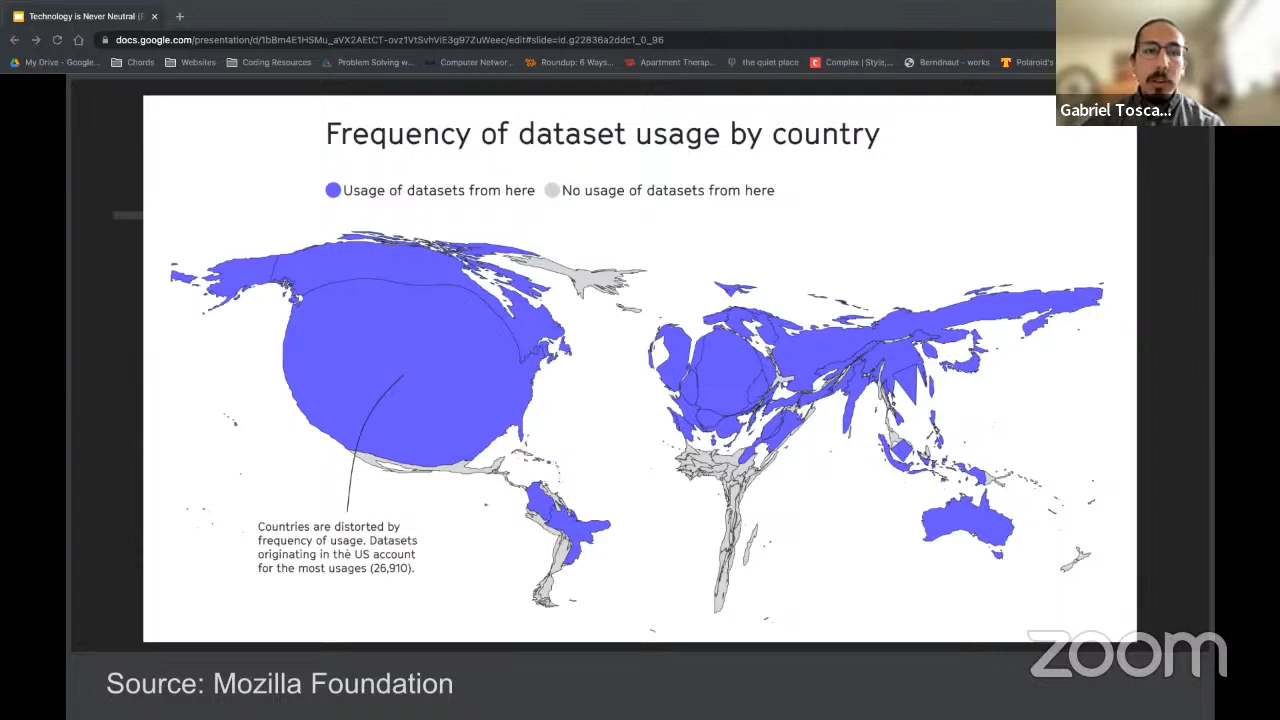 Technology is Never Neutral (E
docs.google.com/presentation/d/1bBm4E1HSMu_aVX2AEtCT-ovz1VtSvhViE3g97ZuWeec/edit#slide=id.g22836a2ddc1_0_96
My Drive - Google... Chords Websites Coding Resources Problem Solving w... Computer Networ... Roundup: 6 Ways... Apartment Therap... the quiet place Complex | Style,... Berndnaut - works Polaroid's
Gabriel Tosca...
Frequency of dataset usage by country
Usage of datasets from here No usage of datasets from here
Countries are distorted by
frequency of usage. Datasets
originating in the US account
for the most usages (26,910).
zoom
Source: Mozilla Foundation